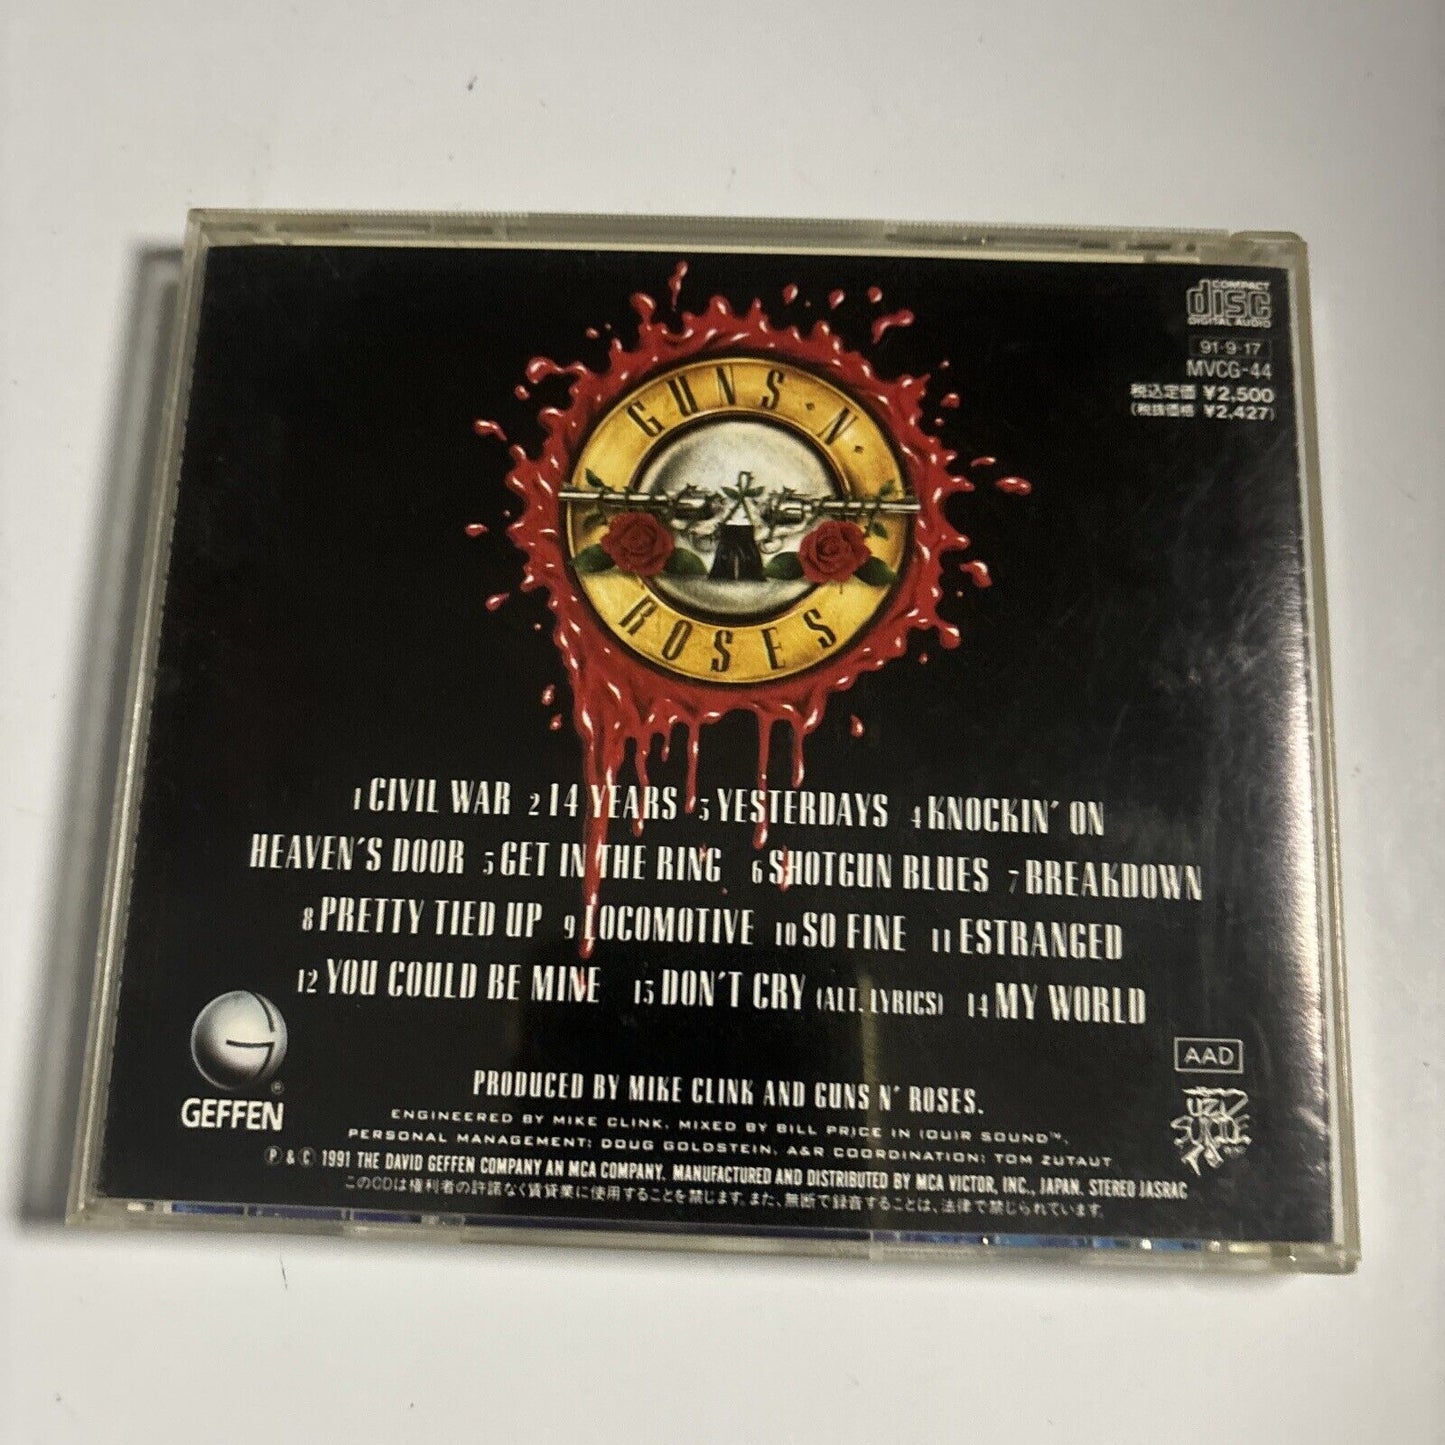 COMPACT
disc
DIGITAL AUDIO
91·9·17
MVCG-44
税込定価 ¥2,500
(税抜価格 ¥2,427)
GUNS·N·
ROSES
1 CIVIL WAR 2 14 YEARS 3 YESTERDAYS 4 KNOCKIN' ON
HEAVEN'S DOOR 5 GET IN THE RING 6 SHOTGUN BLUES 7 BREAKDOWN
8 PRETTY TIED UP 9 LOCOMOTIVE 10 SO FINE 11 ESTRANGED
12 YOU COULD BE MINE 13 DON'T CRY (ALT. LYRICS) 14 MY WORLD
G
®
GEFFEN
AAD
PRODUCED BY MIKE CLINK AND GUNS N' ROSES.
ENGINEERED BY MIKE CLINK. MIXED BY BILL PRICE IN (OU)R SOUND™.
PERSONAL MANAGEMENT: DOUG GOLDSTEIN. A&R COORDINATION: TOM ZUTAUT
℗ & © 1991 THE DAVID GEFFEN COMPANY AN MCA COMPANY. MANUFACTURED AND DISTRIBUTED BY MCA VICTOR, INC., JAPAN. STEREO JASRAC
このCDは権利者の許諾なく賃貸業に使用することを禁じます。また、無断で録音することは、法律で禁じられています。